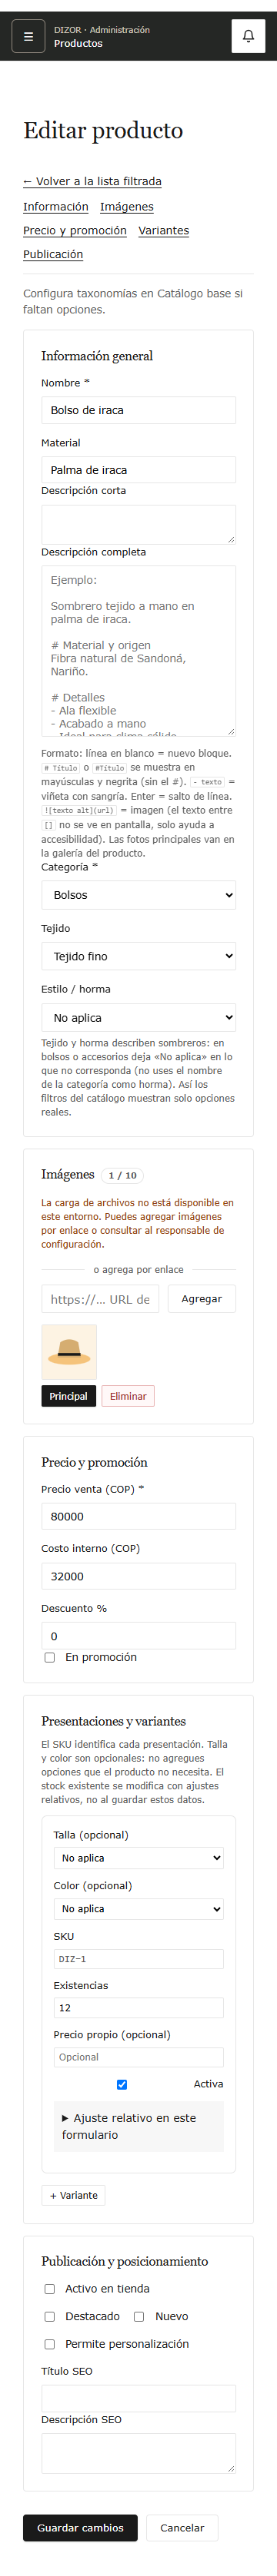 DIZOR · Administración
Productos
Editar producto
← Volver a la lista filtrada
Información Imágenes
Precio y promoción Variantes
Publicación
Configura taxonomías en Catálogo base si
faltan opciones.
Información general
Nombre *
Bolso de iraca
Material
Palma de iraca
Descripción corta
Descripción completa
Ejemplo:
Sombrero tejido a mano en
palma de iraca.
# Material y origen
Fibra natural de Sandoná,
Nariño.
# Detalles
- Ala flexible
- Acabado a mano
- Ideal para clima cálido
Formato: línea en blanco = nuevo bloque.
# Título o #Título se muestra en
mayúsculas y negrita (sin el #). - texto =
viñeta con sangría. Enter = salto de línea.
![texto alt](url) = imagen (el texto entre
[] no se ve en pantalla, solo ayuda a
accesibilidad). Las fotos principales van en
la galería del producto.
Categoría *
Bolsos
Tejido
Tejido fino
Estilo / horma
No aplica
Tejido y horma describen sombreros: en
bolsos o accesorios deja «No aplica» en lo
que no corresponda (no uses el nombre
de la categoría como horma). Así los
filtros del catálogo muestran solo opciones
reales.
Imágenes 1 / 10
La carga de archivos no está disponible en
este entorno. Puedes agregar imágenes
por enlace o consultar al responsable de
configuración.
o agrega por enlace
https://... URL de
Agregar
Principal Eliminar
Precio y promoción
Precio venta (COP) *
80000
Costo interno (COP)
32000
Descuento %
0
En promoción
Presentaciones y variantes
El SKU identifica cada presentación. Talla
y color son opcionales: no agregues
opciones que el producto no necesita. El
stock existente se modifica con ajustes
relativos, no al guardar estos datos.
Talla (opcional)
No aplica
Color (opcional)
No aplica
SKU
DIZ-1
Existencias
12
Precio propio (opcional)
Opcional
Activa
▶ Ajuste relativo en este
formulario
+ Variante
Publicación y posicionamiento
Activo en tienda
Destacado Nuevo
Permite personalización
Título SEO
Descripción SEO
Guardar cambios Cancelar